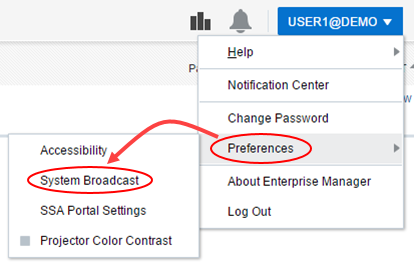 USER1@DEMO
Help
Pa
Notification Center
w
Change Password
Preferences
About Enterprise Manager
Log Out
Accessibility
System Broadcast
SSA Portal Settings
Projector Color Contrast